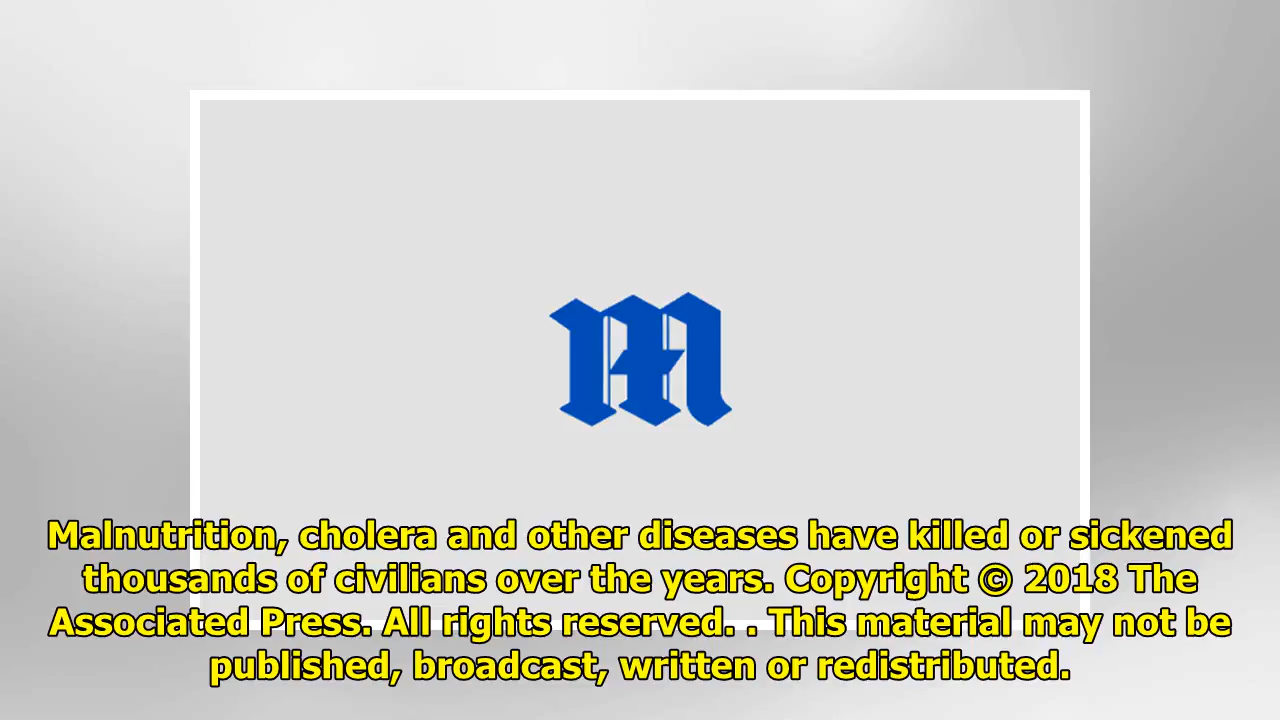 m
Malnutrition, cholera and other diseases have killed or sickened
thousands of civilians over the years. Copyright © 2018 The
Associated Press. All rights reserved. . This material may not be
published, broadcast, written or redistributed.